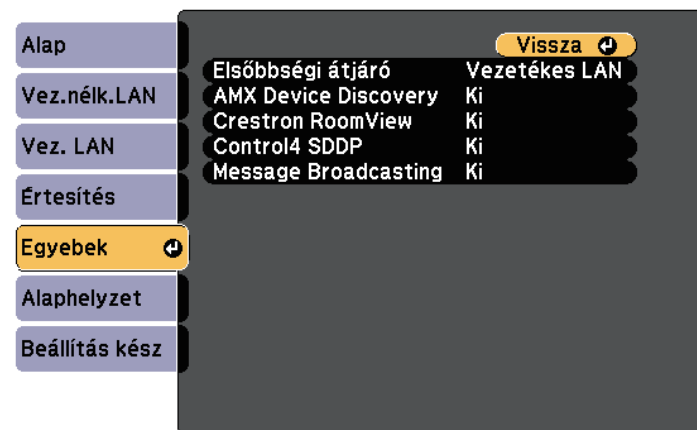 Alap
Vez.nélk.LAN
Vez. LAN
Értesítés
Egyebek
Alaphelyzet
Beállítás kész
Vissza
Elsőbbségi átjáró Vezetékes LAN
AMX Device Discovery Ki
Crestron RoomView Ki
Control4 SDDP Ki
Message Broadcasting Ki